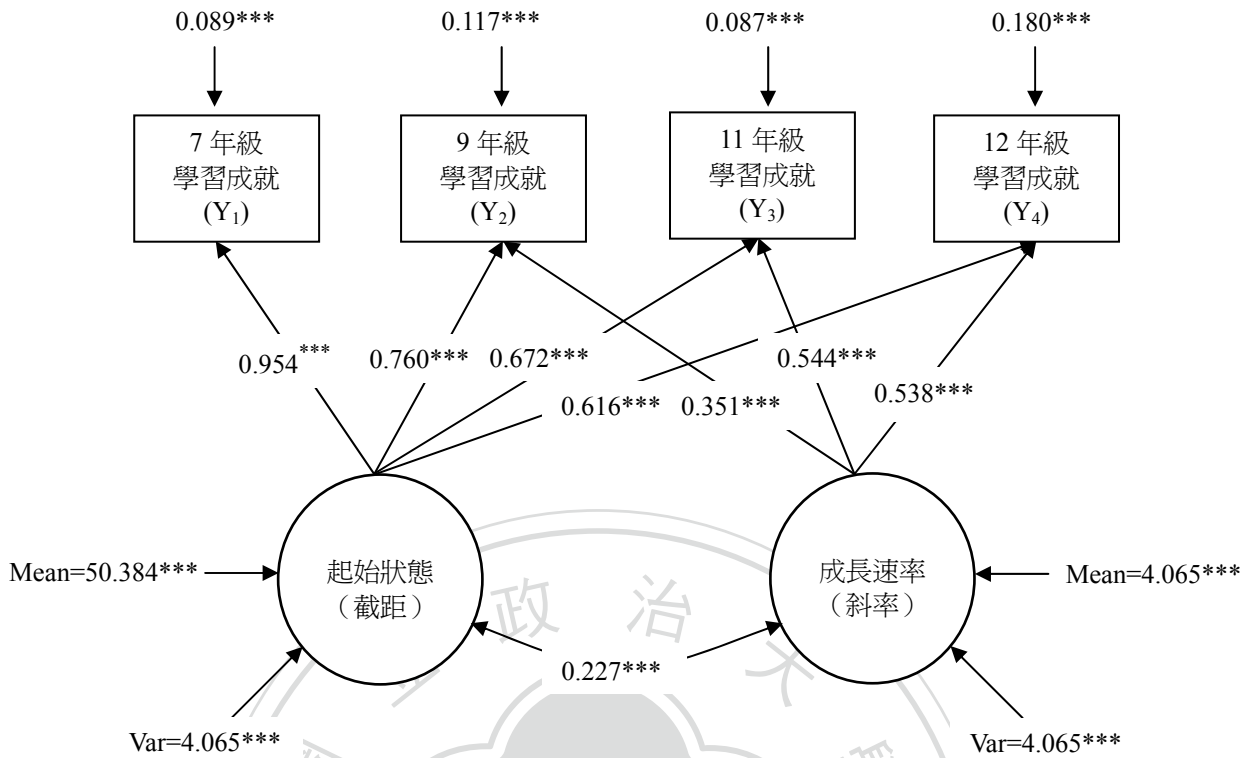 0.089***
0.117***
0.087***
0.180***
7 年級
學習成就
(Y₁)
9 年級
學習成就
(Y₂)
11 年級
學習成就
(Y₃)
12 年級
學習成就
(Y₄)
0.954***
0.760***
0.672***
0.544***
0.616***
0.351***
0.538***
Mean=50.384***
起始狀態
（截距）
成長速率
（斜率）
Mean=4.065***
政 治 大
0.227***
Var=4.065***
Var=4.065***